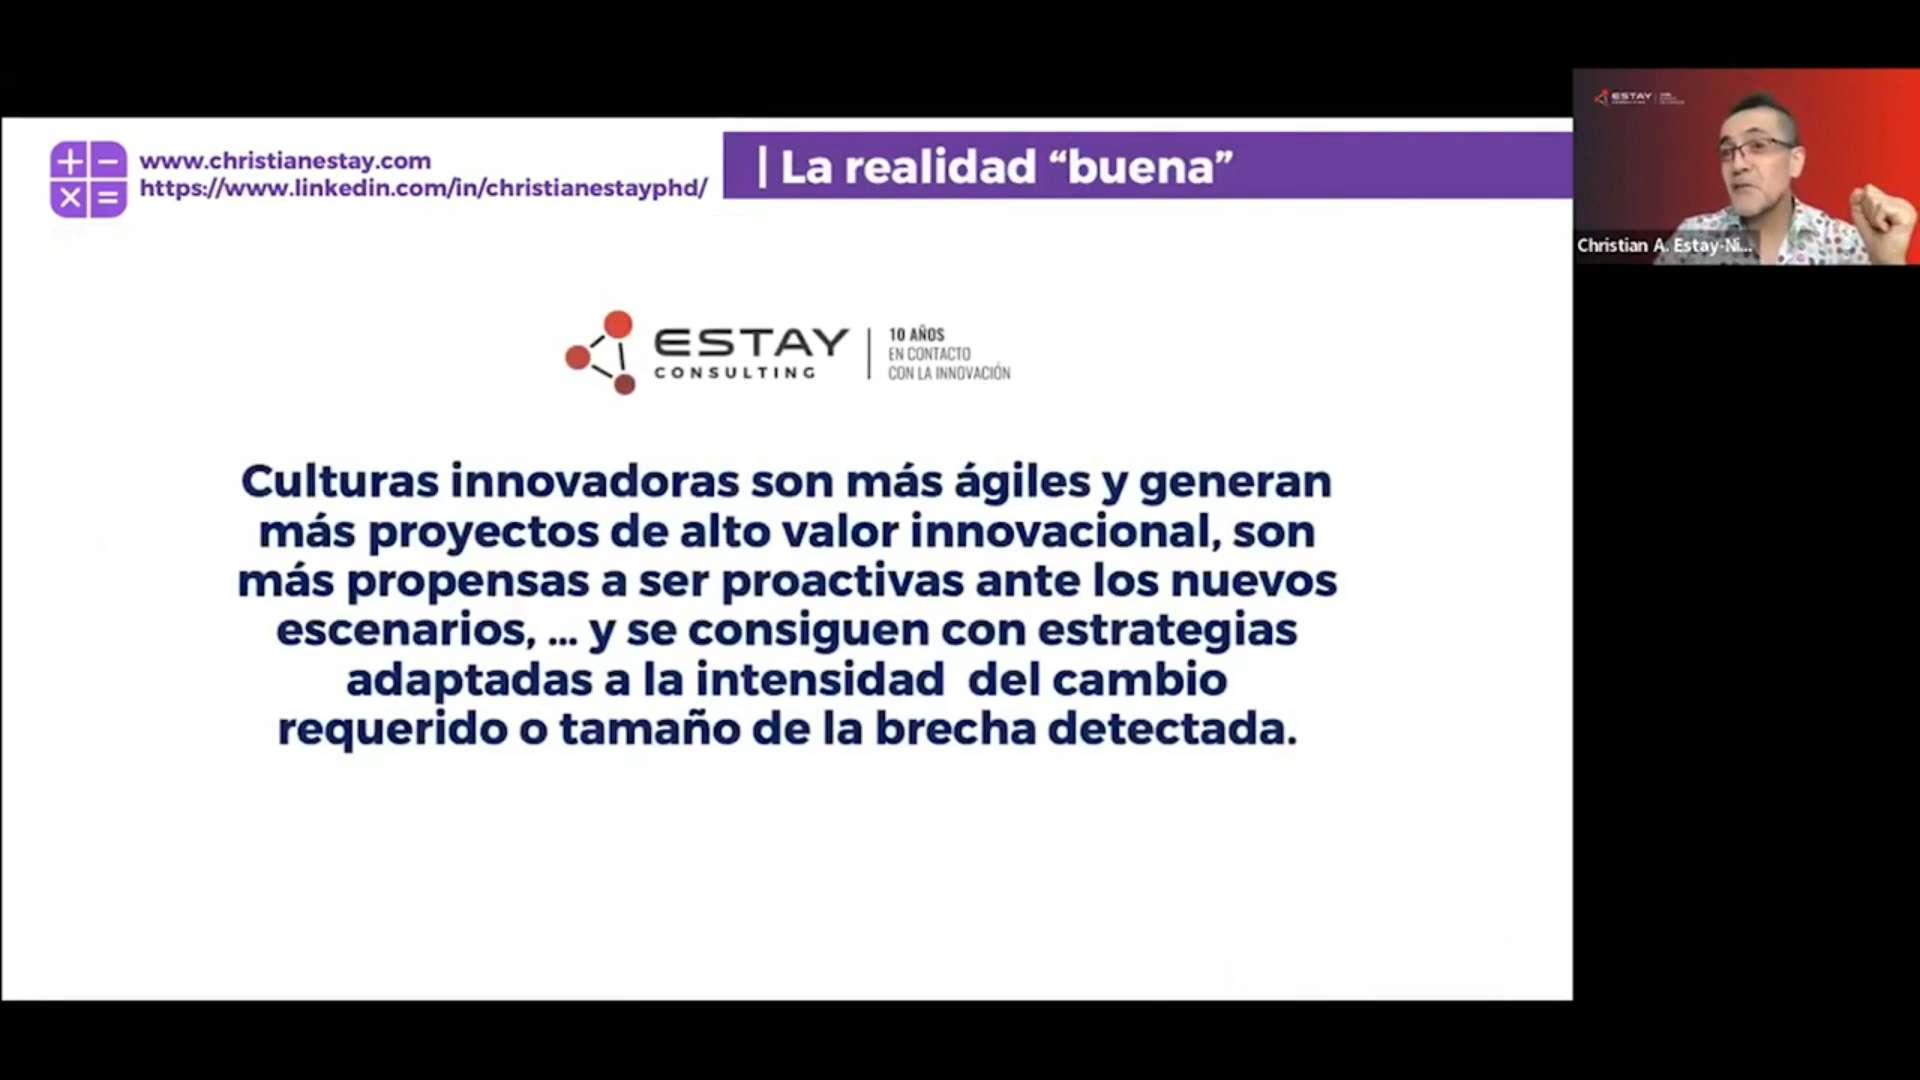 www.christianestay.com
https://www.linkedin.com/in/christianestayphd/
| La realidad “buena”
ESTAY
CONSULTING
10 AÑOS
EN CONTACTO
CON LA INNOVACIÓN
Culturas innovadoras son más ágiles y generan
más proyectos de alto valor innovacional, son
más propensas a ser proactivas ante los nuevos
escenarios, ... y se consiguen con estrategias
adaptadas a la intensidad del cambio
requerido o tamaño de la brecha detectada.
ESTAY
Christian A. Estay-Ni...